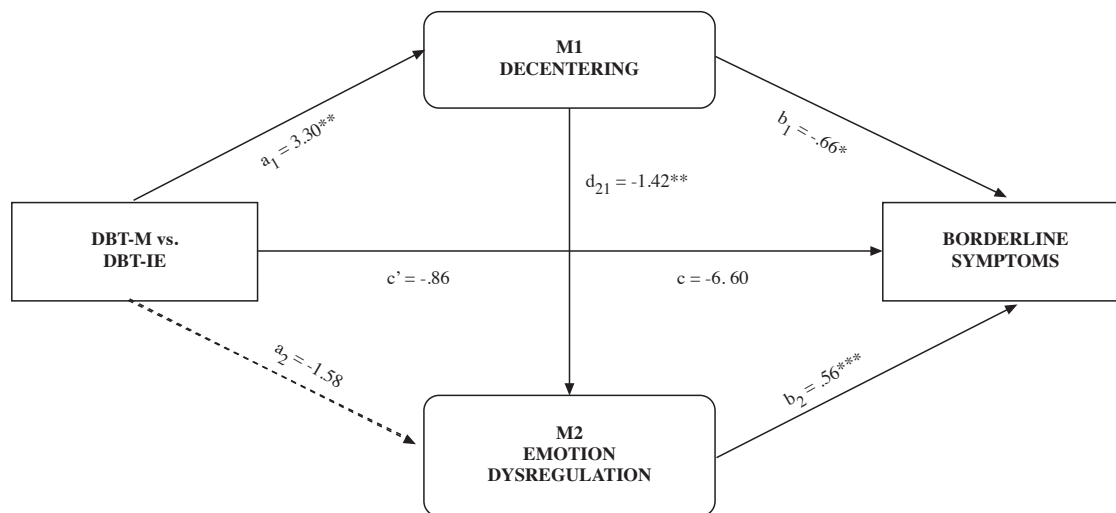 M1
DECENTERING
a1 = 3.30**
b1 = -.66*
d21 = -1.42**
DBT-M vs.
DBT-IE
BORDERLINE
SYMPTOMS
c’ = -.86
c = -6. 60
a2 = -1.58
b2 = .56***
M2
EMOTION
DYSREGULATION